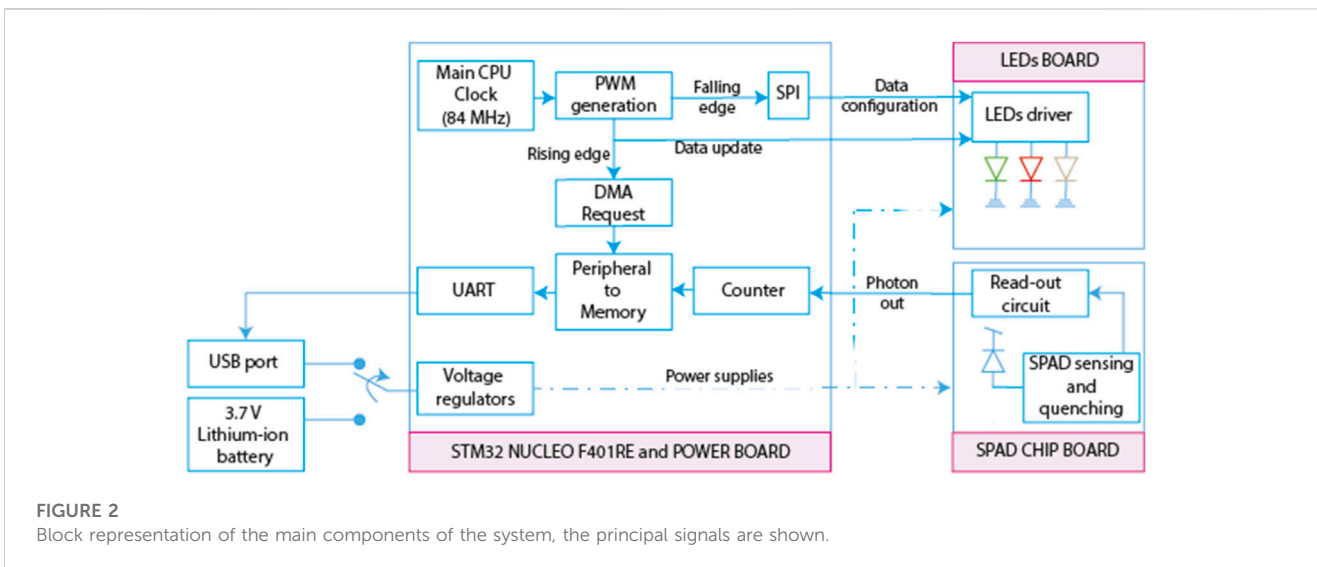 Main CPU
Clock
(84 MHz)
PWM
generation
Falling
edge
SPI
Data
configuration
LEDs BOARD
LEDs driver
Rising edge
Data update
DMA
Request
UART
Peripheral
to
Memory
Counter
Photon
out
Read-out
circuit
USB port
Voltage
regulators
Power supplies
SPAD sensing
and
quenching
3.7 V
Lithium-ion
battery
STM32 NUCLEO F401RE and POWER BOARD
SPAD CHIP BOARD
FIGURE 2
Block representation of the main components of the system, the principal signals are shown.